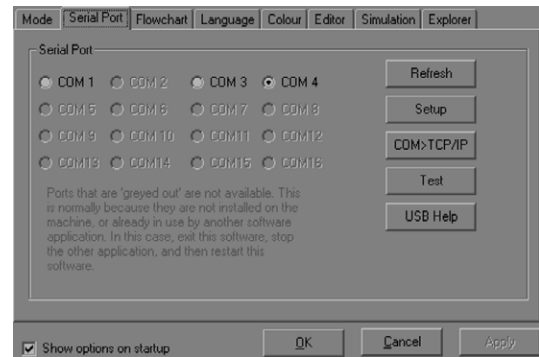 Mode Serial Port Flowchart Language Colour Editor Simulation Explorer
Serial Port
COM 1 COM 2 COM 3 COM 4
COM 5 COM 6 COM 7 COM 8
COM 9 COM 10 COM11 COM12
COM13 COM14 COM15 COM16
Ports that are 'greyed out' are not available. This
is normally because they are not installed on the
machine, or already in use by another software
application. In this case, exit this software, stop
the other application, and then restart this
software.
Refresh
Setup
COM>TCP/IP
Test
USB Help
Show options on startup
OK Cancel Apply